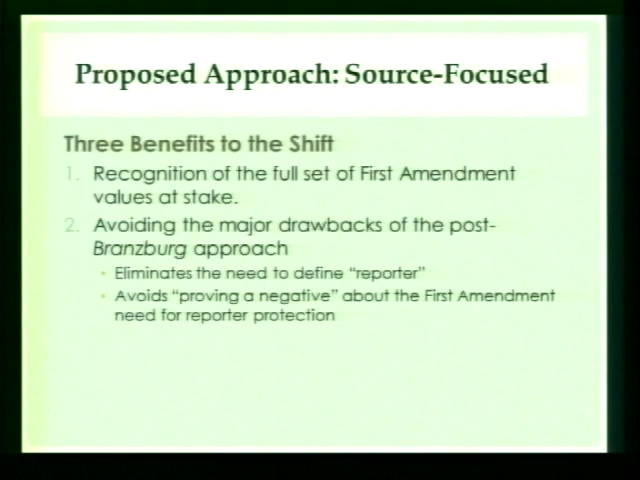 Proposed Approach: Source-Focused
Three Benefits to the Shift
1. Recognition of the full set of First Amendment
values at stake.
2. Avoiding the major drawbacks of the post-
Branzburg approach
• Eliminates the need to define “reporter”
• Avoids “proving a negative” about the First Amendment
need for reporter protection